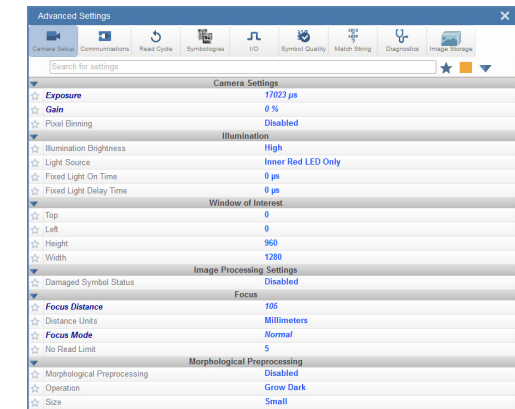 Advanced Settings
Camera Setup Communications Read Cycle Symbologies I/O Symbol Quality Match String Diagnostics Image Storage
Search for settings
Camera Settings
Exposure 17023 µs
Gain 0 %
Pixel Binning Disabled
Illumination
Illumination Brightness High
Light Source Inner Red LED Only
Fixed Light On Time 0 µs
Fixed Light Delay Time 0 µs
Window of Interest
Top 0
Left 0
Height 960
Width 1280
Image Processing Settings
Damaged Symbol Status Disabled
Focus
Focus Distance 105
Distance Units Millimeters
Focus Mode Normal
No Read Limit 5
Morphological Preprocessing
Morphological Preprocessing Disabled
Operation Grow Dark
Size Small